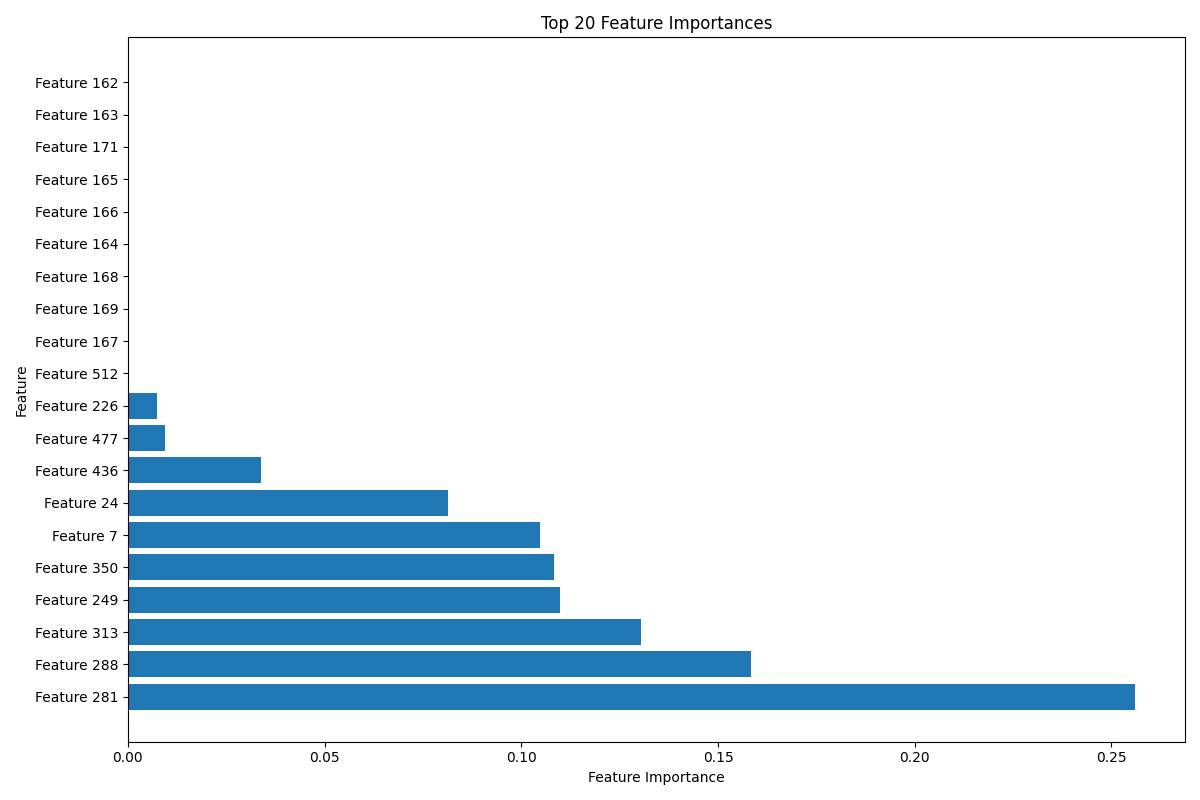 Top 20 Feature Importances
Feature
Feature 162
Feature 163
Feature 171
Feature 165
Feature 166
Feature 164
Feature 168
Feature 169
Feature 167
Feature 512
Feature 226
Feature 477
Feature 436
Feature 24
Feature 7
Feature 350
Feature 249
Feature 313
Feature 288
Feature 281
0.00 0.05 0.10 0.15 0.20 0.25
Feature Importance